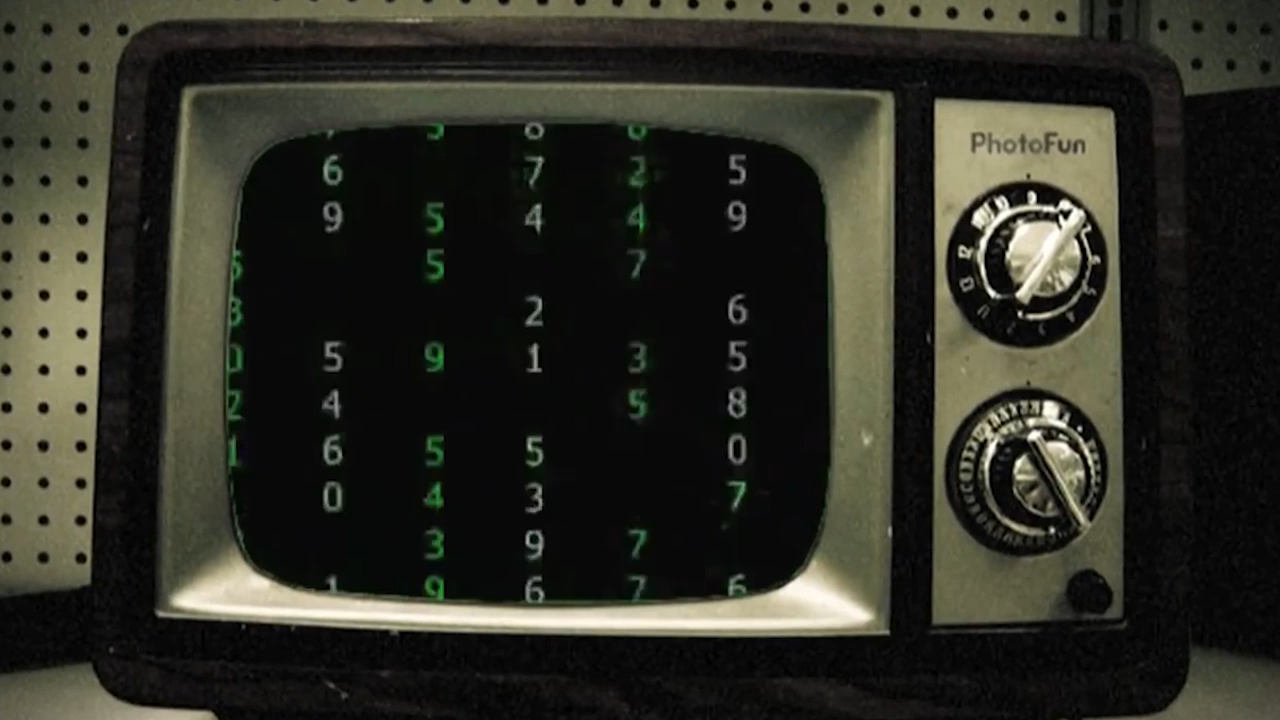 PhotoFun
6 7 2 5
9 5 4 4 9
5 7
2 6
5 9 1 3 5
4 5 8
6 5 5 0
0 4 3 7
3 9 7
1 9 6 7 6